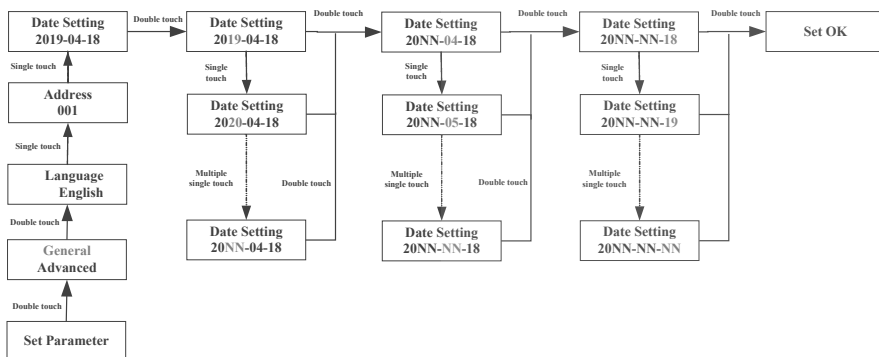 Date Setting
2019-04-18
Double touch
Date Setting
2019-04-18
Double touch
Date Setting
20NN-04-18
Double touch
Date Setting
20NN-NN-18
Double touch
Set OK
Single touch
Single
touch
Single
touch
Single
touch
Address
001
Date Setting
2020-04-18
Date Setting
20NN-05-18
Date Setting
20NN-NN-19
Single touch
Multiple
single touch
Double touch
Multiple
single touch
Double touch
Multiple
single touch
Language
English
Double touch
Date Setting
20NN-04-18
Date Setting
20NN-NN-18
Date Setting
20NN-NN-NN
General
Advanced
Double touch
Set Parameter